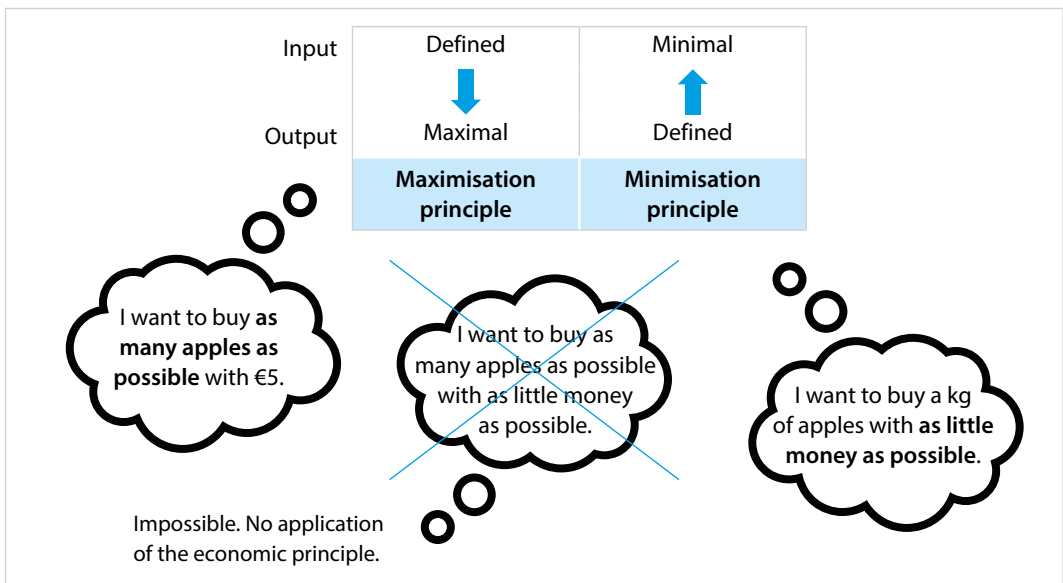 Input Defined Minimal
Output Maximal Defined
Maximisation Minimisation
principle principle
I want to buy as
many apples as
possible with €5.
I want to buy as
many apples as possible
with as little money
as possible.
I want to buy a kg
of apples with as little
money as possible.
Impossible. No application
of the economic principle.